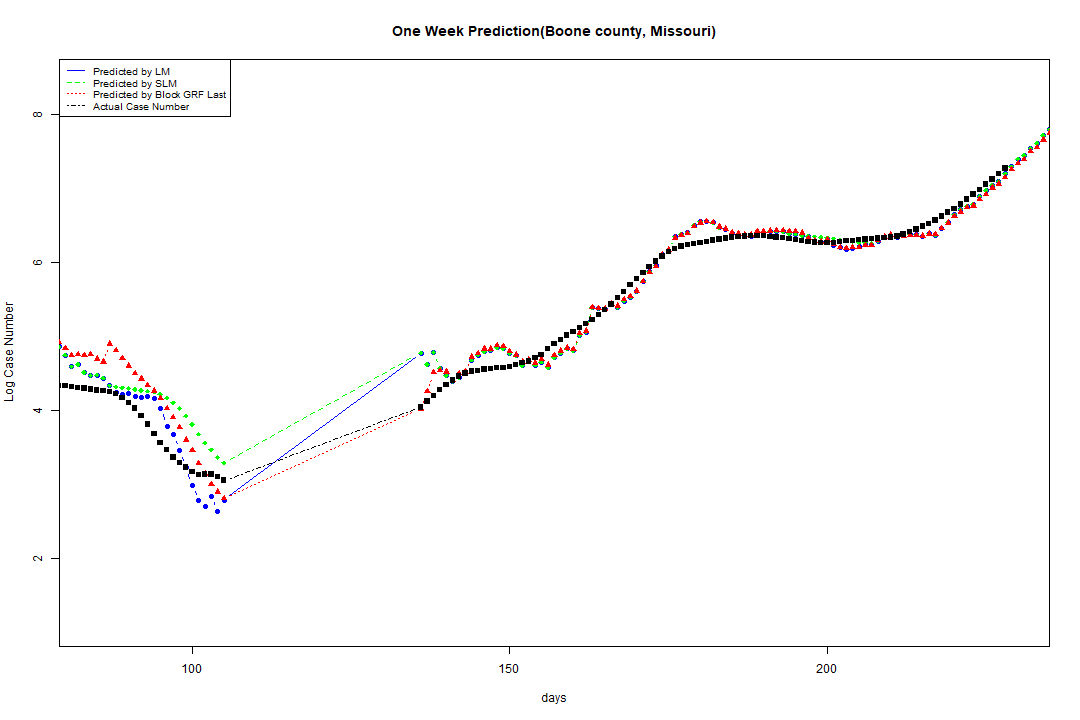 One Week Prediction(Boone county, Missouri)
Predicted by LM
Predicted by SLM
Predicted by Block GRF Last
Actual Case Number
8
6
4
2
Log Case Number
100 150 200
days